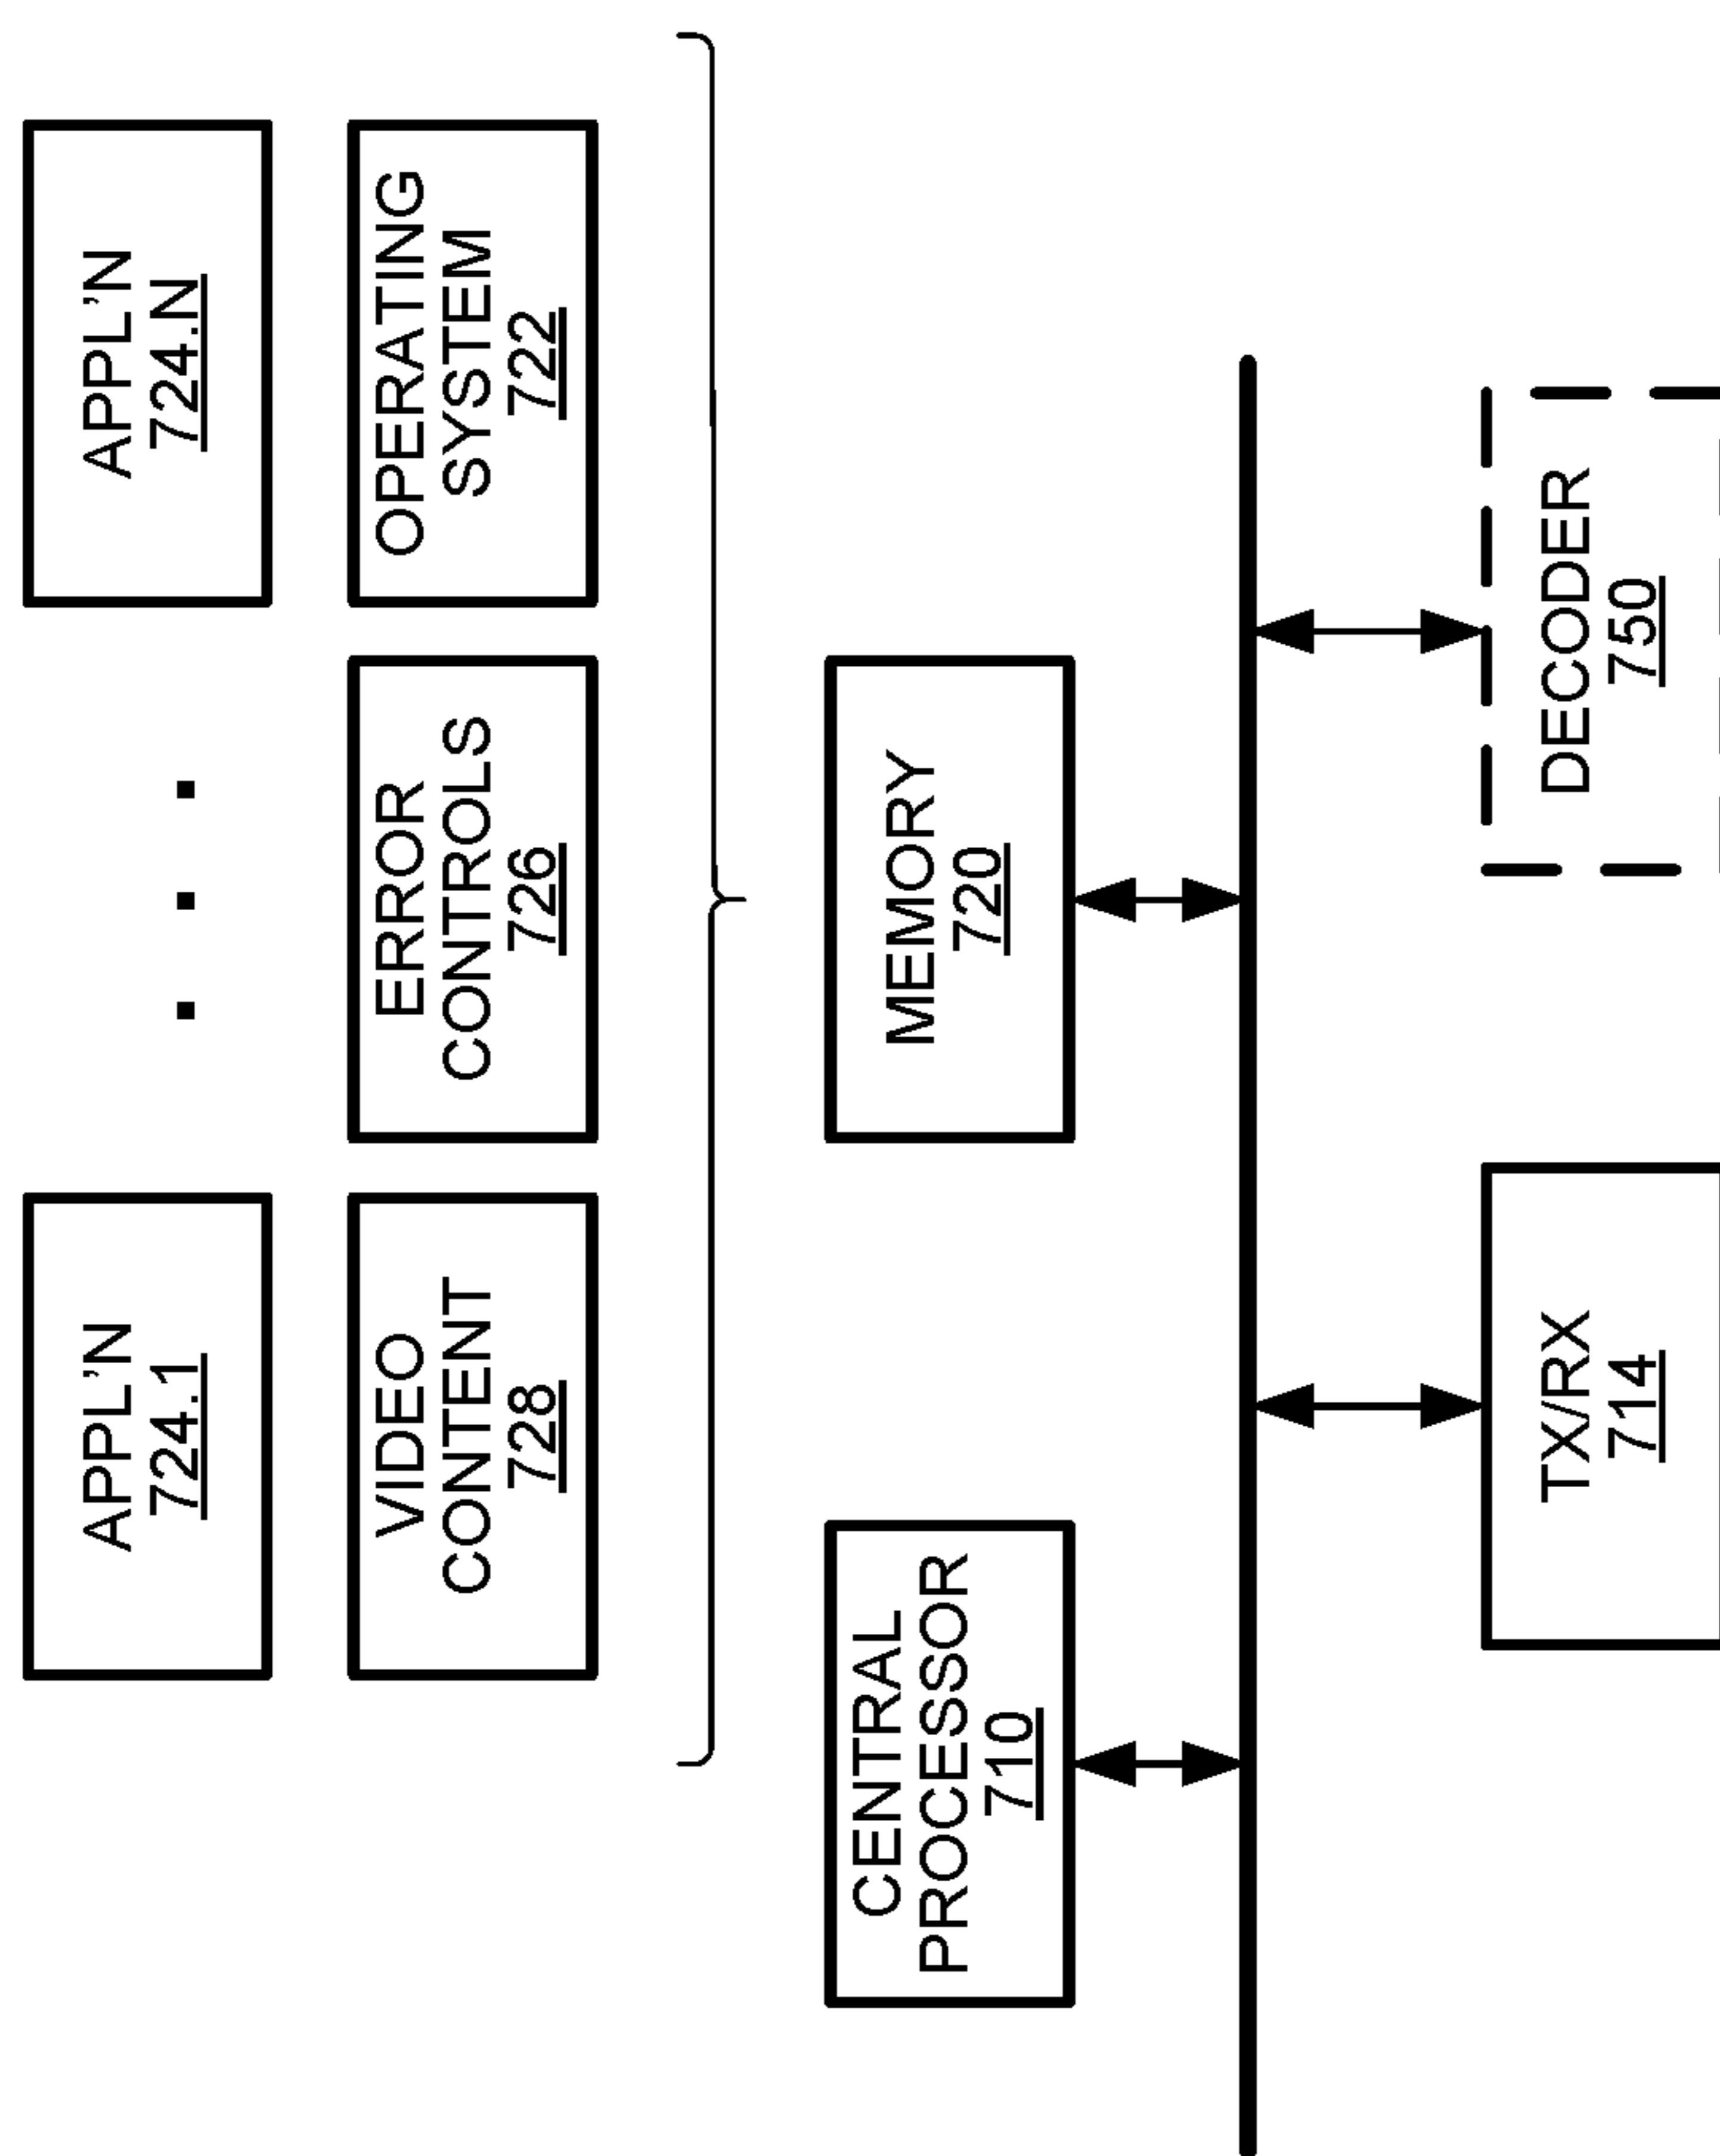 APPL'N
724.1
APPL'N
724.N
VIDEO
CONTENT
728
ERROR
CONTROLS
726
OPERATING
SYSTEM
722
CENTRAL
PROCESSOR
710
MEMORY
720
TX/RX
714
DECODER
750